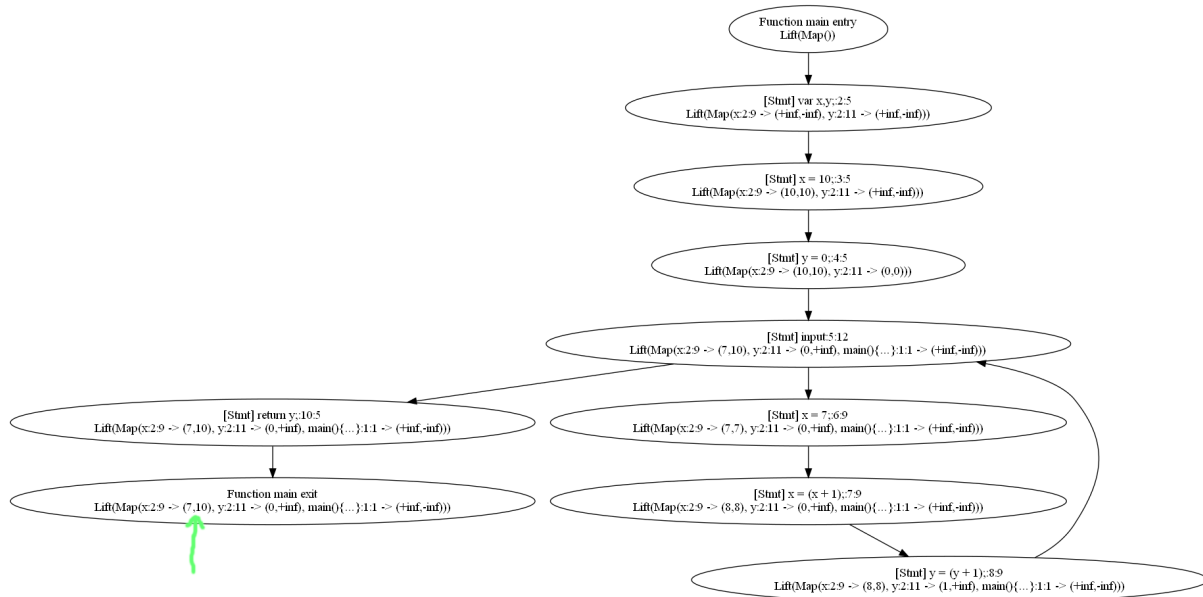 Function main entry
Lift(Map())
[Stmt] var x,y;:2:5
Lift(Map(x:2:9 -> (+inf,-inf), y:2:11 -> (+inf,-inf)))
[Stmt] x = 10;:3:5
Lift(Map(x:2:9 -> (10,10), y:2:11 -> (+inf,-inf)))
[Stmt] y = 0;:4:5
Lift(Map(x:2:9 -> (10,10), y:2:11 -> (0,0)))
[Stmt] input:5:12
Lift(Map(x:2:9 -> (7,10), y:2:11 -> (0,+inf), main(){...}:1:1 -> (+inf,-inf)))
[Stmt] return y;:10:5
Lift(Map(x:2:9 -> (7,10), y:2:11 -> (0,+inf), main(){...}:1:1 -> (+inf,-inf)))
[Stmt] x = 7;:6:9
Lift(Map(x:2:9 -> (7,7), y:2:11 -> (0,+inf), main(){...}:1:1 -> (+inf,-inf)))
Function main exit
Lift(Map(x:2:9 -> (7,10), y:2:11 -> (0,+inf), main(){...}:1:1 -> (+inf,-inf)))
[Stmt] x = (x + 1);:7:9
Lift(Map(x:2:9 -> (8,8), y:2:11 -> (0,+inf), main(){...}:1:1 -> (+inf,-inf)))
[Stmt] y = (y + 1);:8:9
Lift(Map(x:2:9 -> (8,8), y:2:11 -> (1,+inf), main(){...}:1:1 -> (+inf,-inf)))